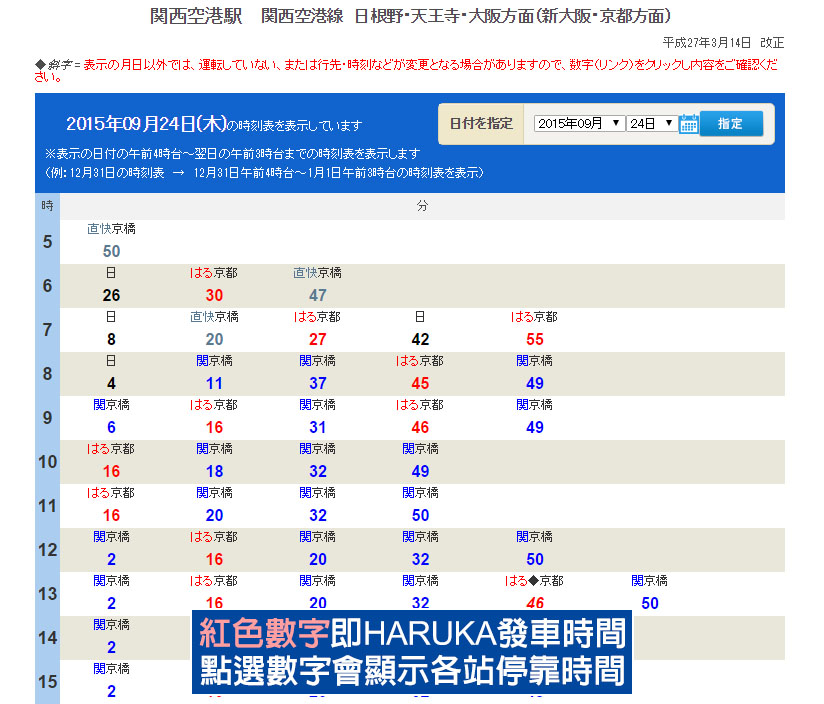 関西空港駅　関西空港線 日根野・天王寺・大阪方面(新大阪・京都方面)
平成27年3月14日 改正
◆斜字 = 表示の月日以外では、運転していない、または行先・時刻などが変更となる場合がありますので、数字(リンク)をクリックし内容をご確認くだ
さい。
2015年09月24日(木)の時刻表を表示しています 日付を指定 2015年09月 ▼ 24日 ▼ 指定
※表示の日付の午前4時台～翌日の午前3時台までの時刻表を表示します
(例: 12月31日の時刻表 → 12月31日午前4時台～1月1日午前3時台の時刻表を表示)
時 分
直快京橋
5 50
日 はる京都 直快京橋
6 26 30 47
日 直快京橋 はる京都 日 はる京都
7 8 20 27 42 55
日 関京橋 関京橋 はる京都 関京橋
8 4 11 37 45 49
関京橋 はる京都 関京橋 はる京都 関京橋
9 6 16 31 46 49
はる京都 関京橋 関京橋 関京橋
10 16 18 32 49
はる京都 関京橋 関京橋 関京橋
11 16 20 32 50
関京橋 はる京都 関京橋 関京橋 関京橋
12 2 16 20 32 50
関京橋 はる京都 関京橋 関京橋 はる◆京都 関京橋
13 2 16 20 32 46 50
関京橋
14 2
関京橋
15 2
紅色數字即HARUKA發車時間
點選數字會顯示各站停靠時間